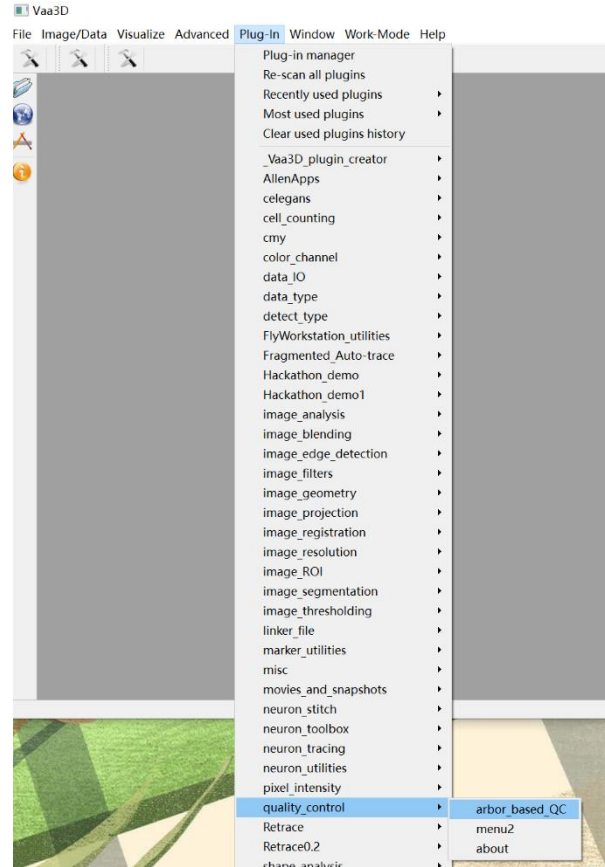 Vaa3D
File Image/Data Visualize Advanced Plug-In Window Work-Mode Help
Plug-in manager
Re-scan all plugins
Recently used plugins
Most used plugins
Clear used plugins history
_Vaa3D_plugin_creator
AllenApps
celegans
cell_counting
cmy
color_channel
data_IO
data_type
detect_type
FlyWorkstation_utilities
Fragmented_Auto-trace
Hackathon_demo
Hackathon_demo1
image_analysis
image_blending
image_edge_detection
image_filters
image_geometry
image_projection
image_registration
image_resolution
image_ROI
image_segmentation
image_thresholding
linker_file
marker_utilities
misc
movies_and_snapshots
neuron_stitch
neuron_toolbox
neuron_tracing
neuron_utilities
pixel_intensity
quality_control
arbor_based_QC
Retrace
menu2
Retrace0.2
about
shape_analysis